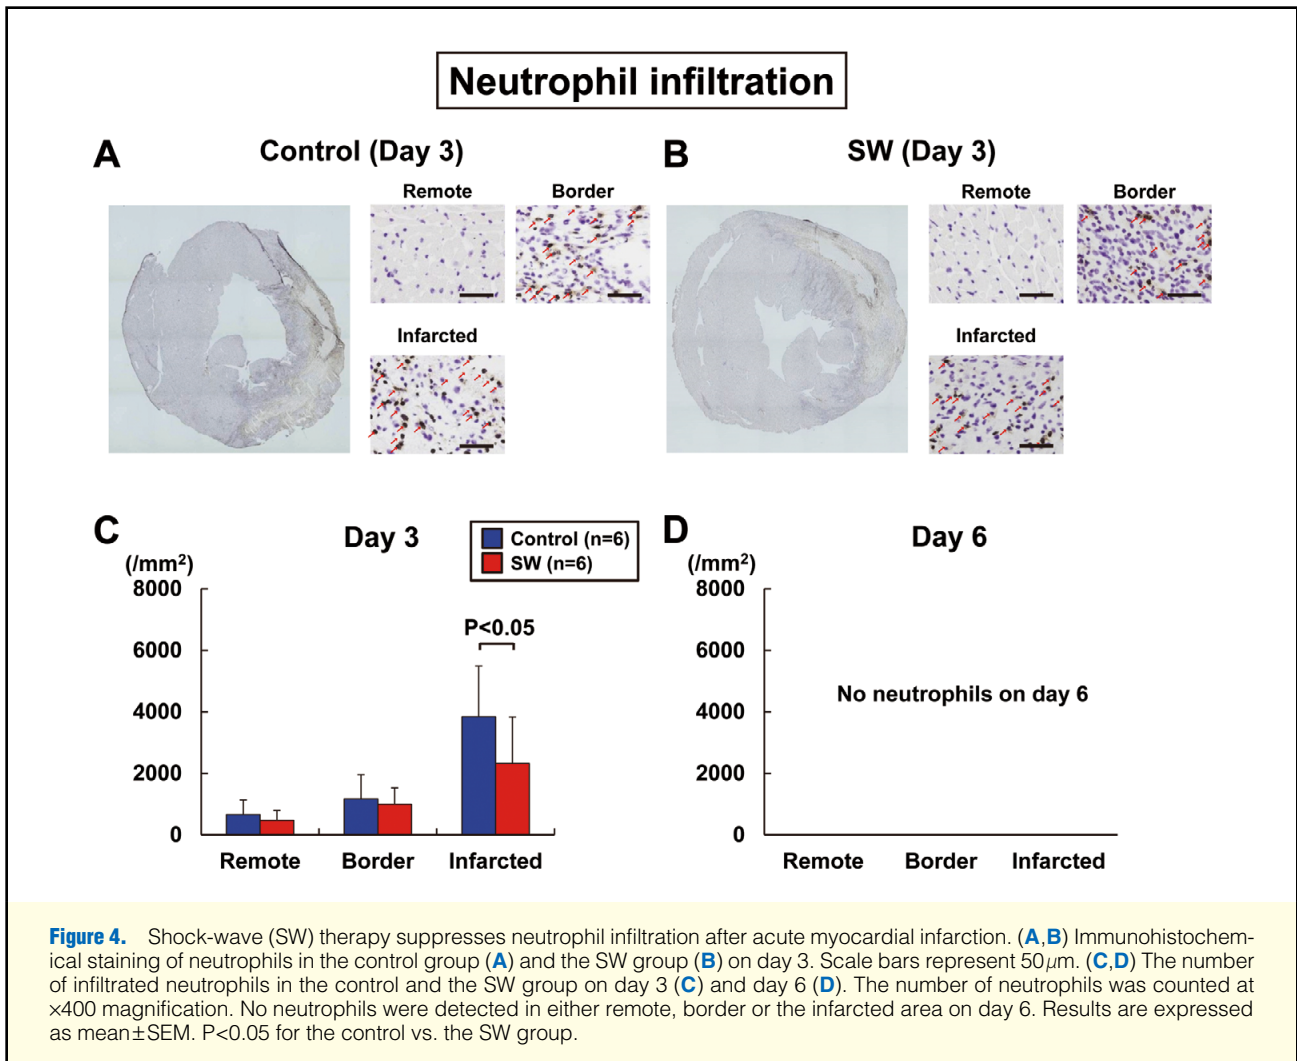 Neutrophil infiltration
A
Control (Day 3)
Remote
Border
Infarcted
B
SW (Day 3)
Remote
Border
Infarcted
C
Day 3
Control (n=6)
SW (n=6)
(/mm²)
8000
6000
4000
2000
0
P<0.05
Remote
Border
Infarcted
D
Day 6
(/mm²)
8000
6000
4000
2000
0
No neutrophils on day 6
Remote
Border
Infarcted
Figure 4. Shock-wave (SW) therapy suppresses neutrophil infiltration after acute myocardial infarction. (A,B) Immunohistochem-
ical staining of neutrophils in the control group (A) and the SW group (B) on day 3. Scale bars represent 50μm. (C,D) The number
of infiltrated neutrophils in the control and the SW group on day 3 (C) and day 6 (D). The number of neutrophils was counted at
×400 magnification. No neutrophils were detected in either remote, border or the infarcted area on day 6. Results are expressed
as mean±SEM. P<0.05 for the control vs. the SW group.